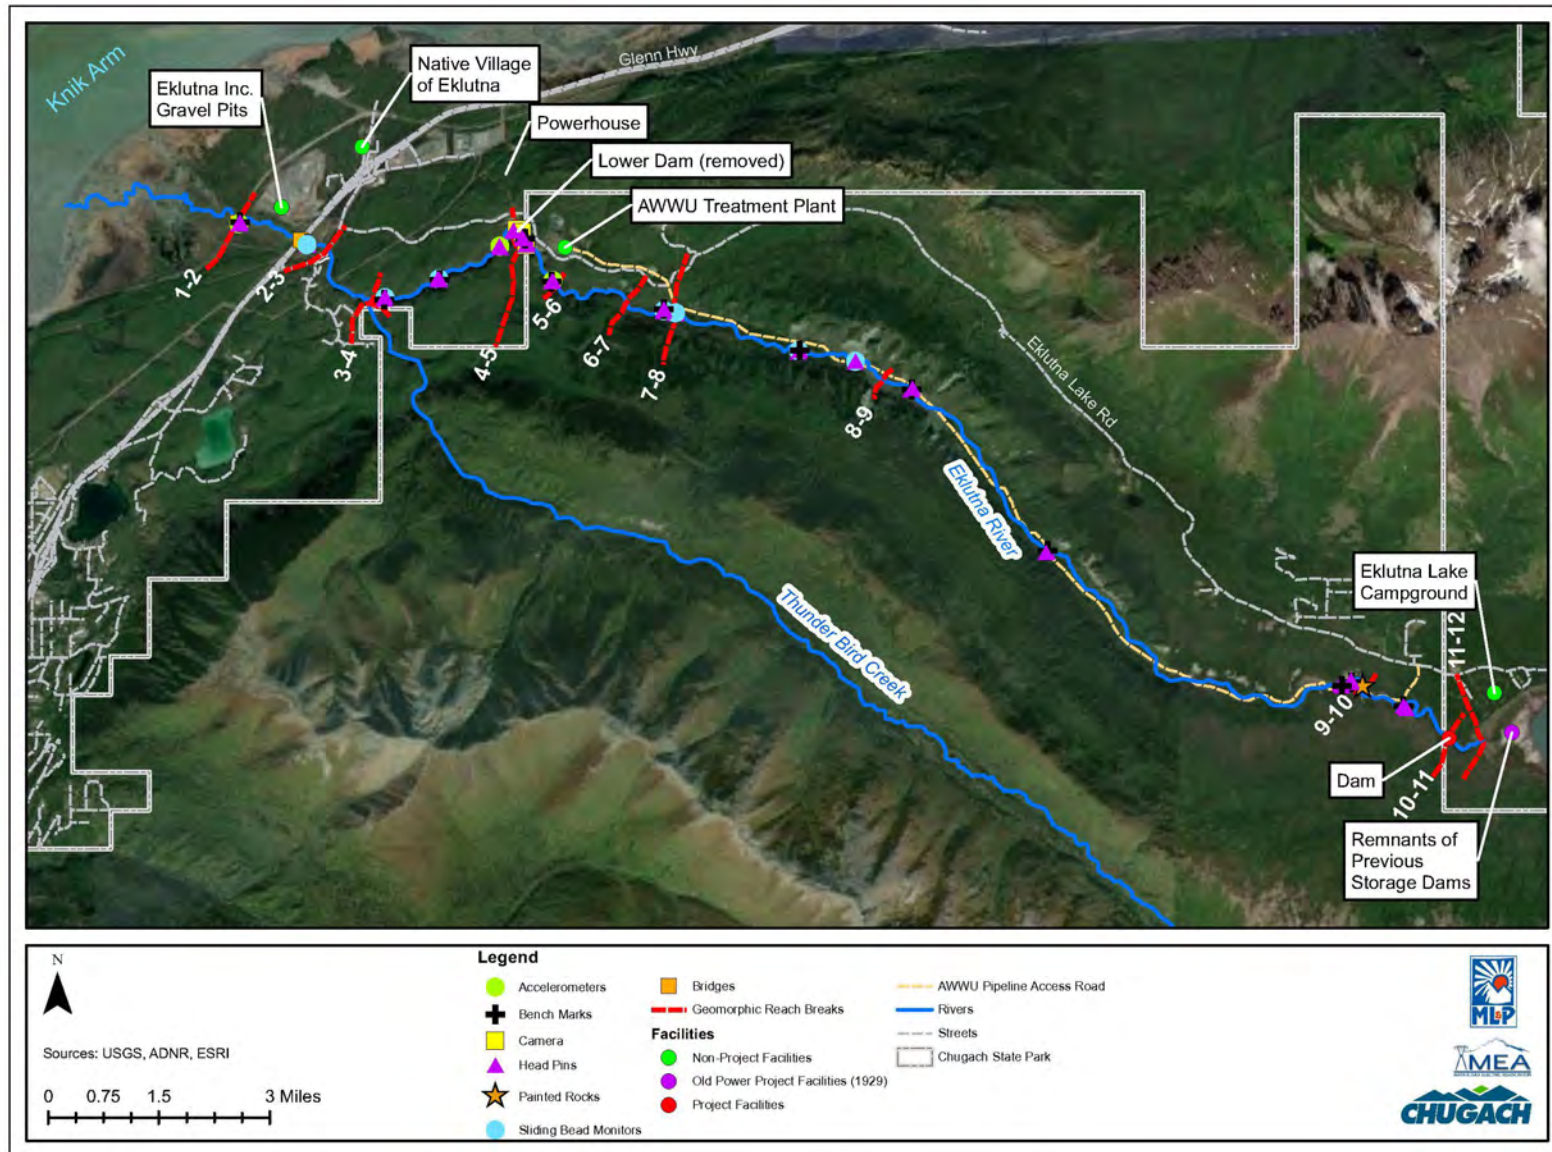 Knik Arm
Glenn Hwy
Native Village
of Eklutna
Eklutna Inc.
Gravel Pits
Powerhouse
Lower Dam (removed)
AWWU Treatment Plant
1-2
2-3
3-4
4-5
5-6
6-7
7-8
8-9
Eklutna Lake Rd
Eklutna River
Thunder Bird Creek
Eklutna Lake
Campground
11-12
9-10
10-11
Dam
Remnants of
Previous
Storage Dams
N
Sources: USGS, ADNR, ESRI
0 0.75 1.5 3 Miles
Legend
Accelerometers
Bench Marks
Camera
Head Pins
Painted Rocks
Sliding Bead Monitors
Bridges
Geomorphic Reach Breaks
Facilities
Non-Project Facilities
Old Power Project Facilities (1929)
Project Facilities
AWWU Pipeline Access Road
Rivers
Streets
Chugach State Park
ML&P
MEA
CHUGACH